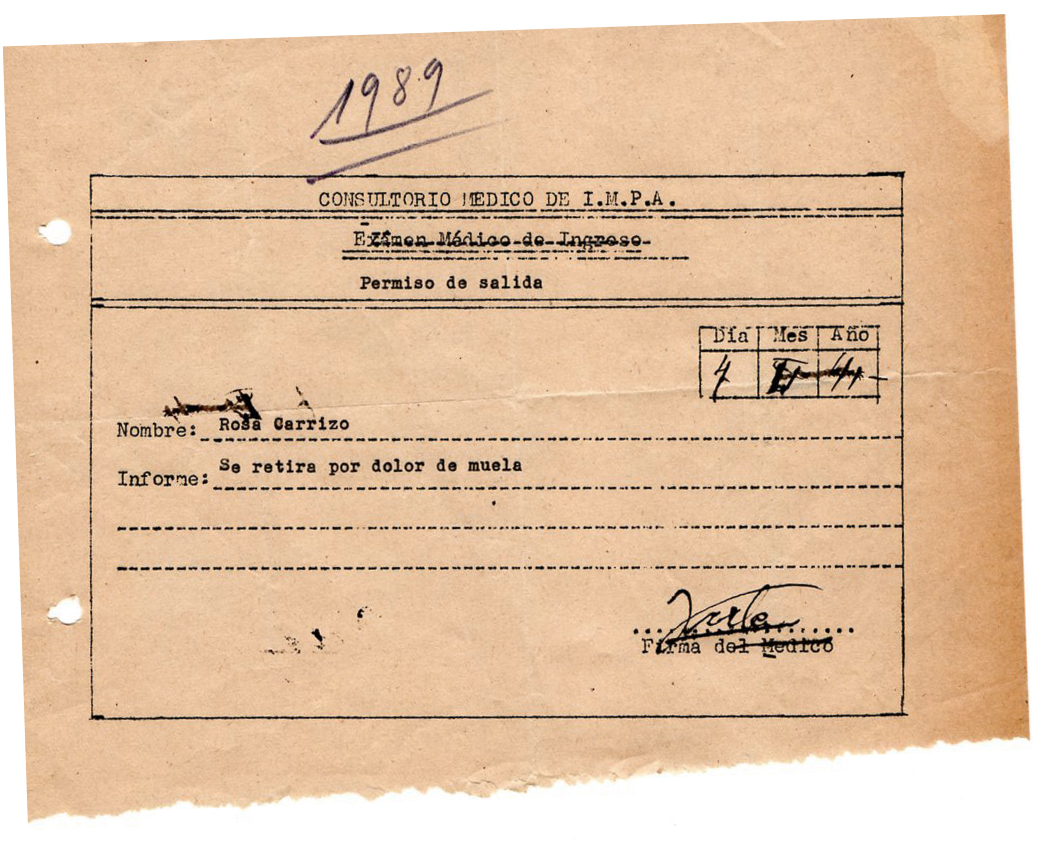 1989
CONSULTORIO MEDICO DE I.M.P.A.
Exámen Médico de Ingreso
Permiso de salida
Día Mes Año
Nombre: Rosa Carrizo
Informe: Se retira por dolor de muela
Firma del Medico